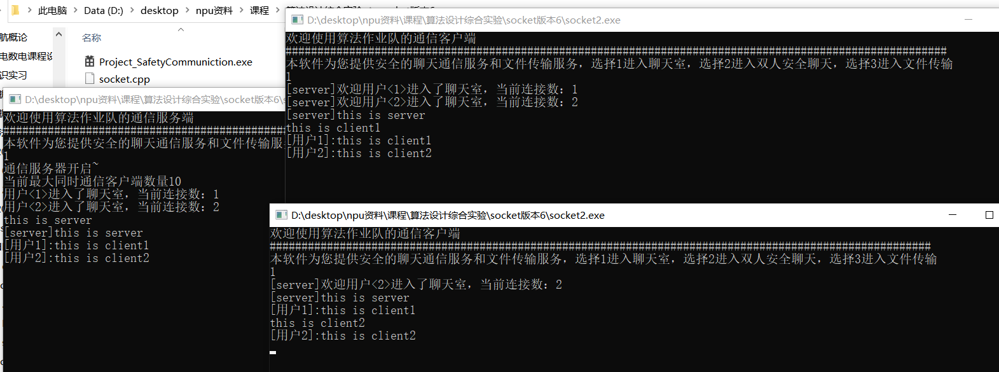 此电脑 > Data (D:) > desktop > npu资料 > 课程 >
航概论
电数电课程设
识实习
名称
Project_SafetyCommuniction.exe
socket.cpp
D:\desktop\npu资料\课程\算法设计综合实验\socket版本6\socket2.exe
欢迎使用算法作业队的通信客户端
########################################################################################################
本软件为您提供安全的聊天通信服务和文件传输服务，选择1进入聊天室，选择2进入双人安全聊天，选择3进入文件传输
1
[server]欢迎用户<1>进入了聊天室，当前连接数：1
[server]欢迎用户<2>进入了聊天室，当前连接数：2
[server]this is server
this is client1
[用户1]:this is client1
[用户2]:this is client2
D:\desktop\npu资料\课程\算法设计综合实验\socket版本6\s
欢迎使用算法作业队的通信服务端
############################################
本软件为您提供安全的聊天通信服务和文件传输服
1
通信服务器开启~
当前最大同时通信客户端数量10
用户<1>进入了聊天室，当前连接数：1
用户<2>进入了聊天室，当前连接数：2
this is server
[server]this is server
[用户1]:this is client1
[用户2]:this is client2
D:\desktop\npu资料\课程\算法设计综合实验\socket版本6\socket2.exe
欢迎使用算法作业队的通信客户端
########################################################################################################
本软件为您提供安全的聊天通信服务和文件传输服务，选择1进入聊天室，选择2进入双人安全聊天，选择3进入文件传输
1
[server]欢迎用户<2>进入了聊天室，当前连接数：2
[server]this is server
[用户1]:this is client1
this is client2
[用户2]:this is client2